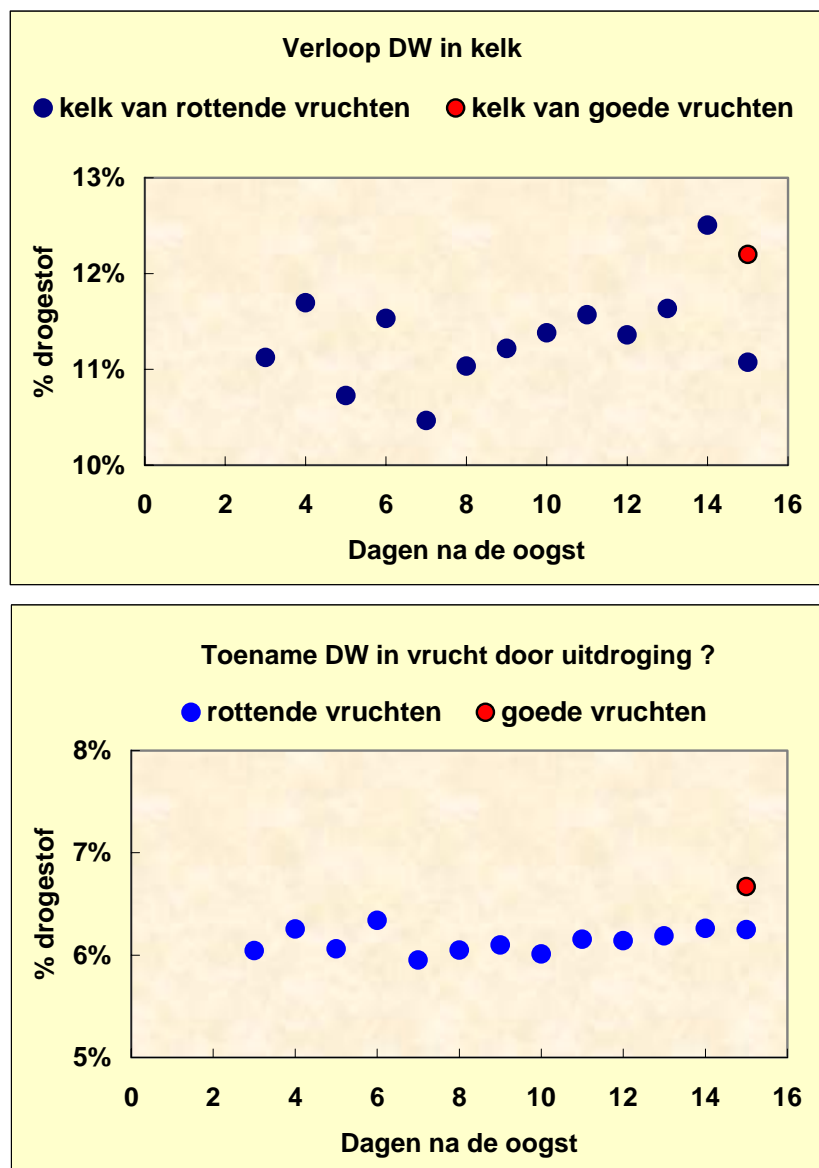 Verloop DW in kelk
kelk van rottende vruchten kelk van goede vruchten
% drogestof
13%
12%
11%
10%
0 2 4 6 8 10 12 14 16
Dagen na de oogst
Toename DW in vrucht door uitdroging ?
rottende vruchten goede vruchten
% drogestof
8%
7%
6%
5%
0 2 4 6 8 10 12 14 16
Dagen na de oogst